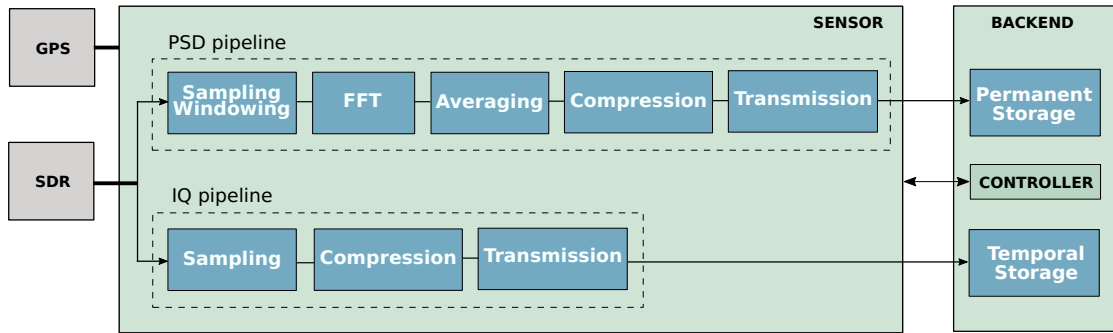 SENSOR
BACKEND
GPS
PSD pipeline
Sampling
Windowing
FFT
Averaging
Compression
Transmission
Permanent
Storage
SDR
CONTROLLER
IQ pipeline
Sampling
Compression
Transmission
Temporal
Storage